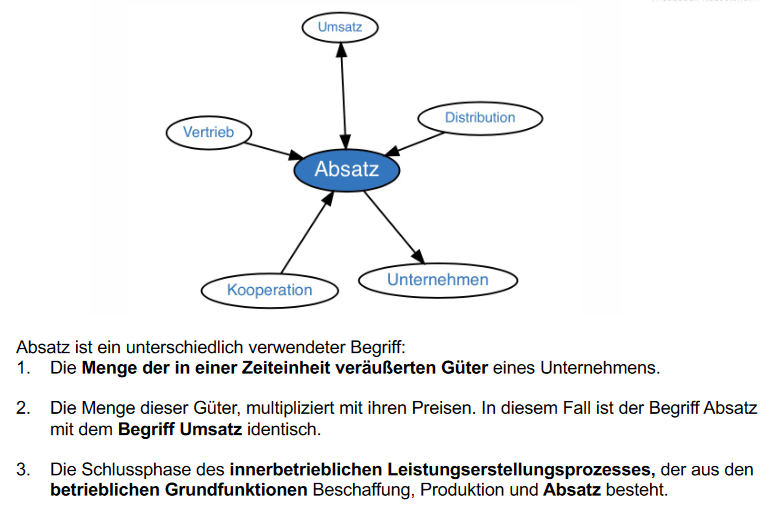 Umsatz
Distribution
Vertrieb
Absatz
Unternehmen
Kooperation
Absatz ist ein unterschiedlich verwendeter Begriff:
1. Die Menge der in einer Zeiteinheit veräußerten Güter eines Unternehmens.
2. Die Menge dieser Güter, multipliziert mit ihren Preisen. In diesem Fall ist der Begriff Absatz
mit dem Begriff Umsatz identisch.
3. Die Schlussphase des innerbetrieblichen Leistungserstellungsprozesses, der aus den
betrieblichen Grundfunktionen Beschaffung, Produktion und Absatz besteht.